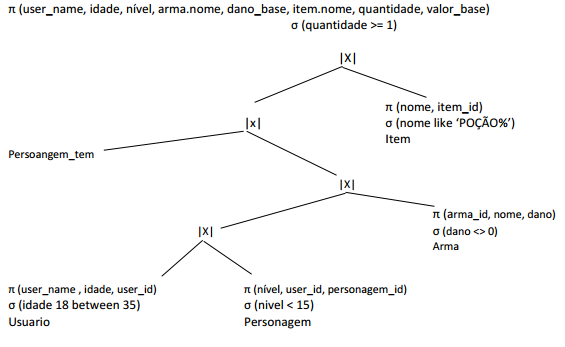 π (user_name, idade, nível, arma.nome, dano_base, item.nome, quantidade, valor_base)
σ (quantidade >= 1)
|X|
π (nome, item_id)
σ (nome like ‘POÇÃO%’)
Item
|x|
Persoangem_tem
|X|
π (arma_id, nome, dano)
σ (dano <> 0)
Arma
|X|
π (user_name , idade, user_id)
σ (idade 18 between 35)
Usuario
π (nível, user_id, personagem_id)
σ (nivel < 15)
Personagem